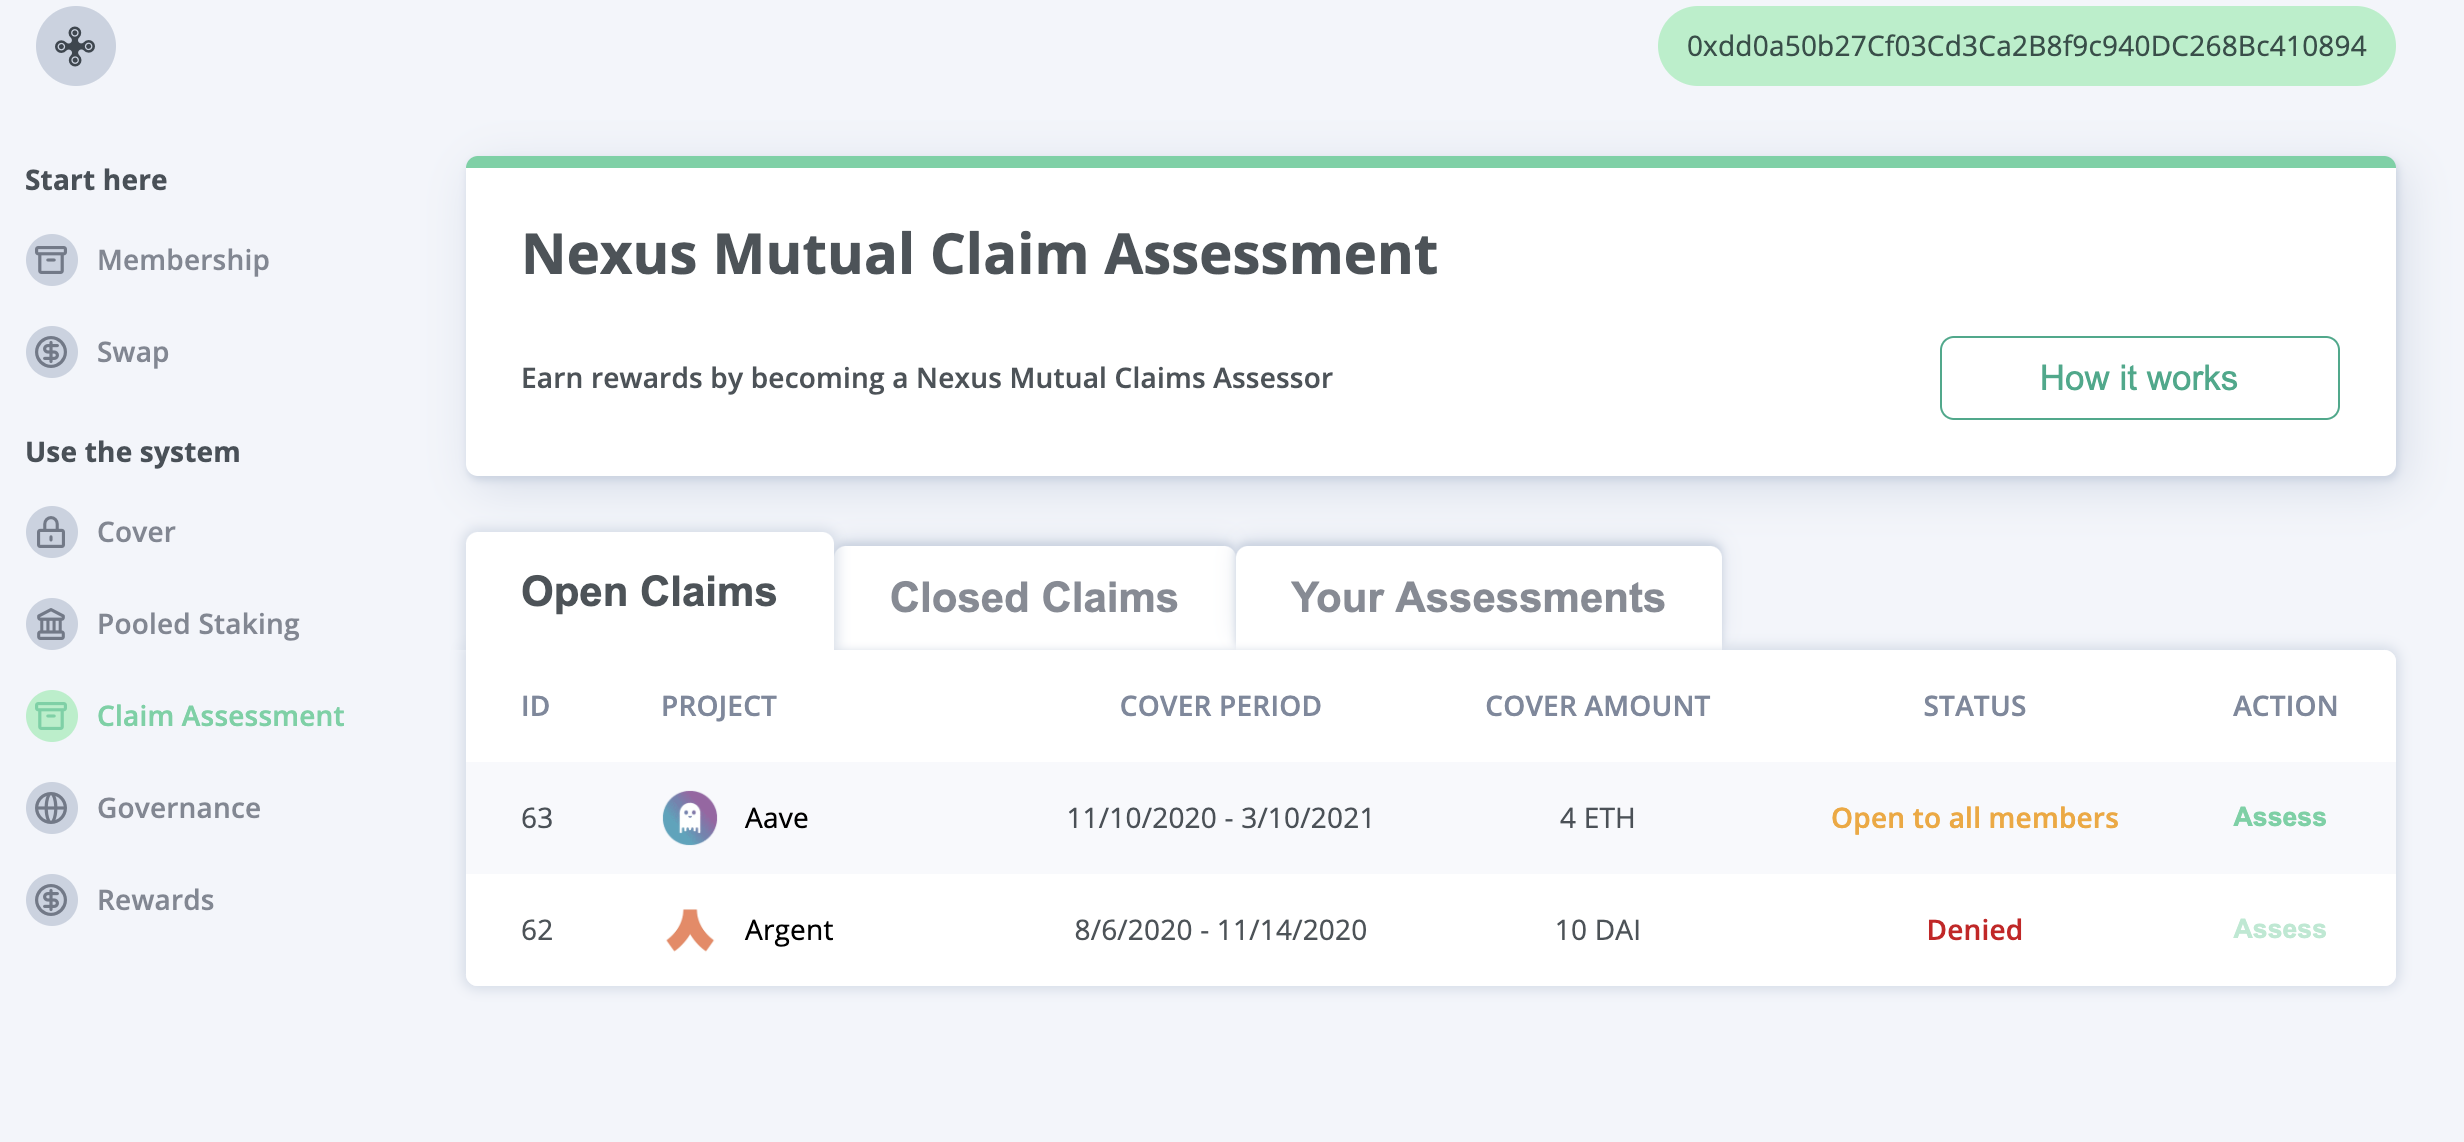 0xdd0a50b27Cf03Cd3Ca2B8f9c940DC268Bc410894
Start here
Membership
Swap
Use the system
Cover
Pooled Staking
Claim Assessment
Governance
Rewards
Nexus Mutual Claim Assessment
Earn rewards by becoming a Nexus Mutual Claims Assessor
How it works
Open Claims Closed Claims Your Assessments
ID PROJECT COVER PERIOD COVER AMOUNT STATUS ACTION
63 Aave 11/10/2020 - 3/10/2021 4 ETH Open to all members Assess
62 Argent 8/6/2020 - 11/14/2020 10 DAI Denied Assess